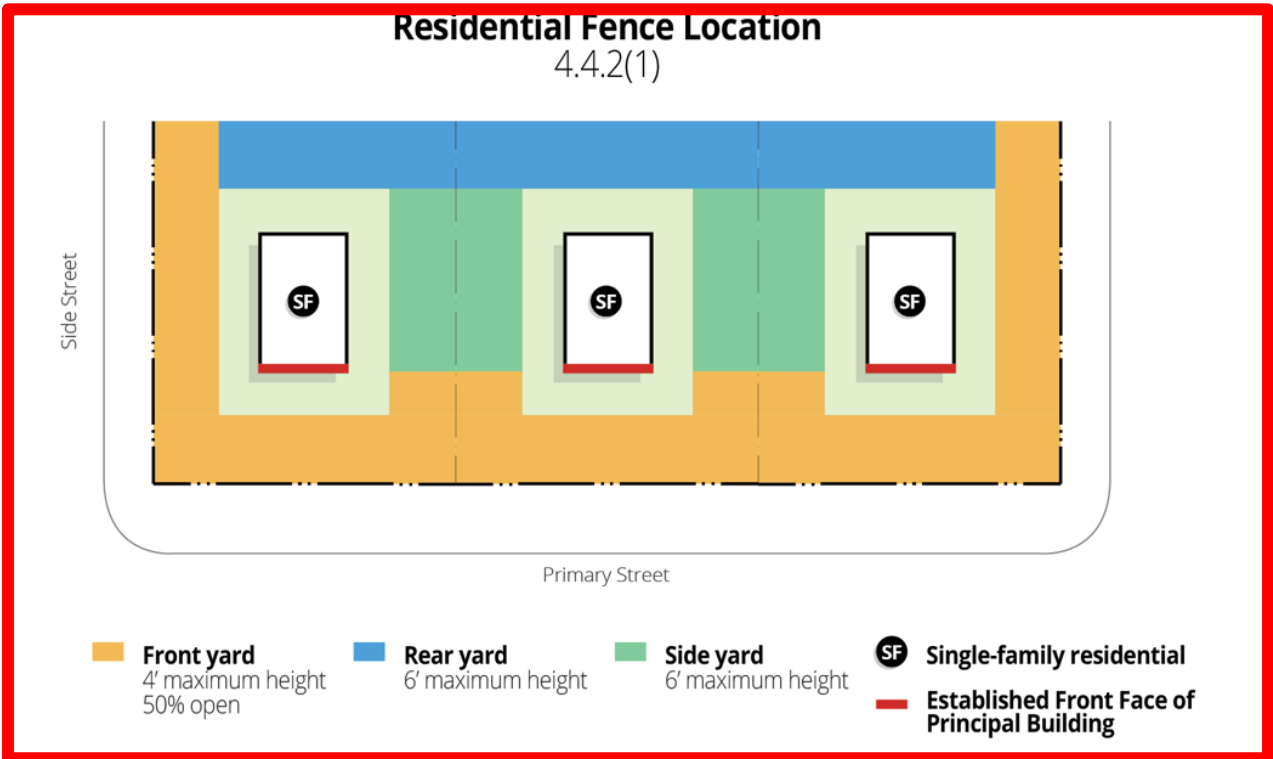 Residential Fence Location
4.4.2(1)
Side Street
SF
SF
SF
Primary Street
Front yard
4’ maximum height
50% open
Rear yard
6’ maximum height
Side yard
6’ maximum height
SF
Single-family residential
Established Front Face of
Principal Building